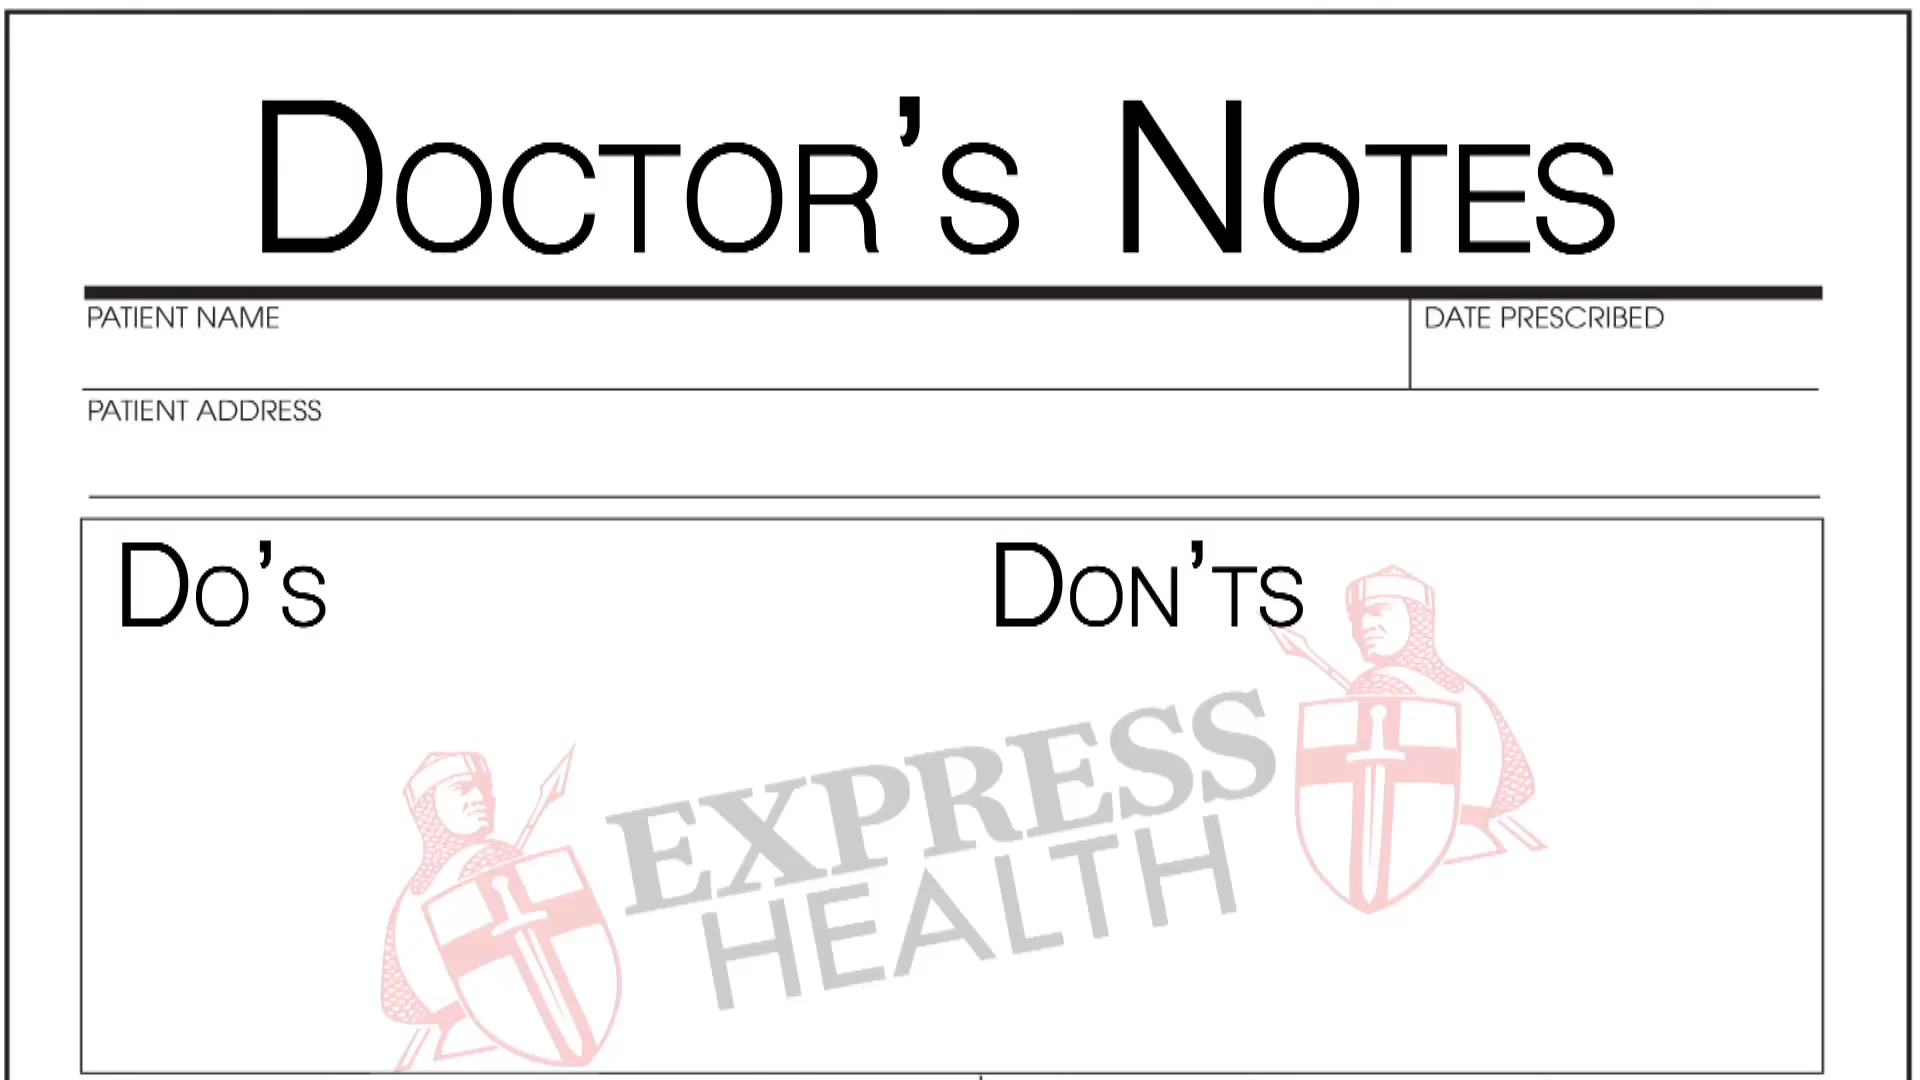 Doctor's Notes
PATIENT NAME
DATE PRESCRIBED
PATIENT ADDRESS
Do's
Don'ts
EXPRESS
HEALTH